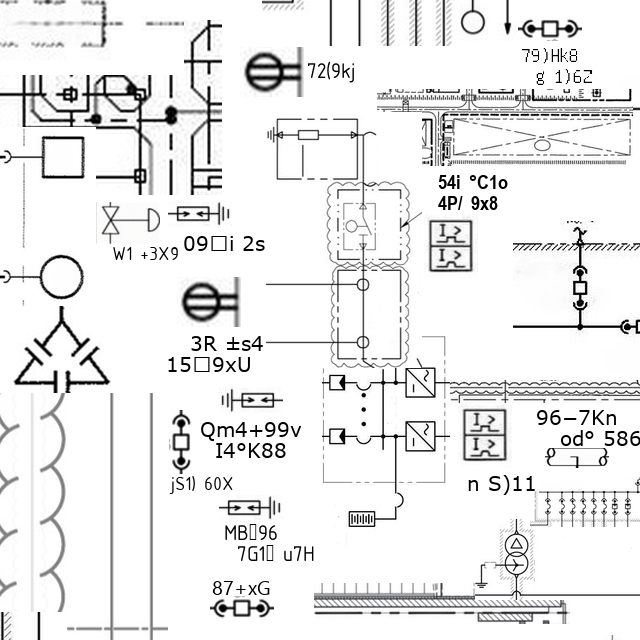 79)Hk8
g 1)6Z
72(9kj
54i °C1o
4P/ 9x8
W1 +3X9
09□i 2s
3R ±s4
15□9xU
96−7Kn
od° 586
Qm4+99v
I4°K88
jS1) 60X
n S)11
MB▯96
7G1▯ u7H
87+xG